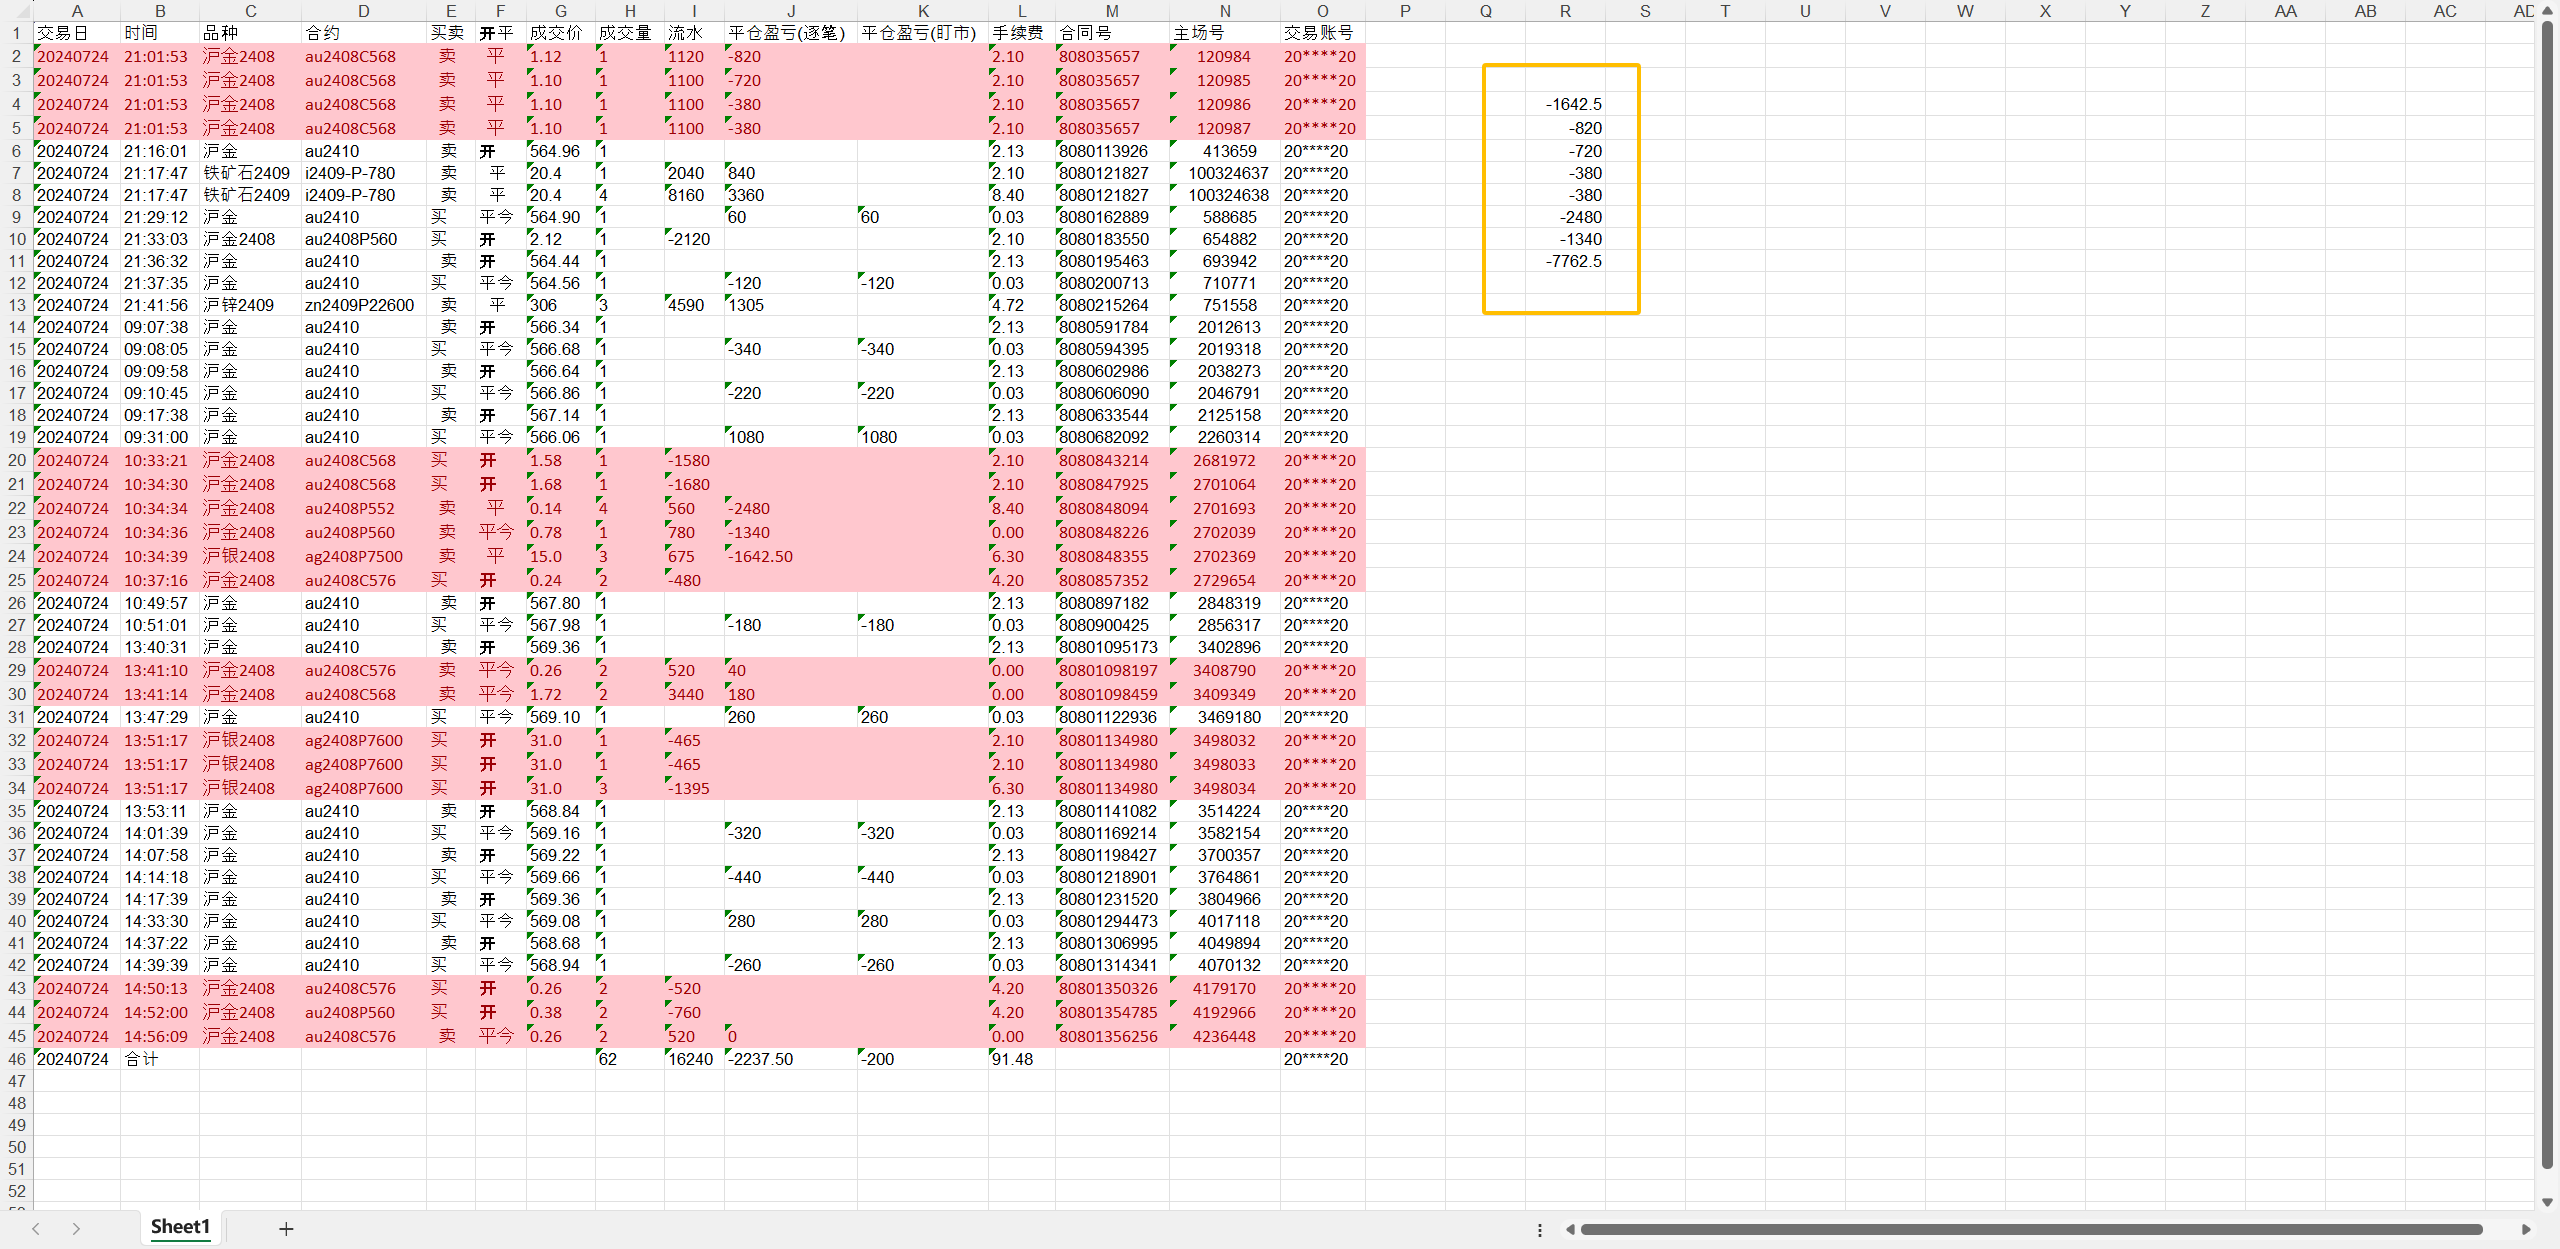 A B C D E F G H I J K L M N O P Q R S T U V W X Y Z AA AB AC AD
1 交易日 时间 品种 合约 买卖 开平 成交价 成交量 流水 平仓盈亏(逐笔) 平仓盈亏(盯市) 手续费 合同号 主场号 交易账号
2 20240724 21:01:53 沪金2408 au2408C568 卖 平 1.12 1 1120 -820 2.10 808035657 120984 20****20
3 20240724 21:01:53 沪金2408 au2408C568 卖 平 1.10 1 1100 -720 2.10 808035657 120985 20****20
4 20240724 21:01:53 沪金2408 au2408C568 卖 平 1.10 1 1100 -380 2.10 808035657 120986 20****20 -1642.5
5 20240724 21:01:53 沪金2408 au2408C568 卖 平 1.10 1 1100 -380 2.10 808035657 120987 20****20 -820
6 20240724 21:16:01 沪金 au2410 卖 开 564.96 1 2.13 8080113926 413659 20****20 -720
7 20240724 21:17:47 铁矿石2409 i2409-P-780 卖 平 20.4 1 2040 840 2.10 8080121827 100324637 20****20 -380
8 20240724 21:17:47 铁矿石2409 i2409-P-780 卖 平 20.4 4 8160 3360 8.40 8080121827 100324638 20****20 -380
9 20240724 21:29:12 沪金 au2410 买 平今 564.90 1 60 60 0.03 8080162889 588685 20****20 -2480
10 20240724 21:33:03 沪金2408 au2408P560 买 开 2.12 1 -2120 2.10 8080183550 654882 20****20 -1340
11 20240724 21:36:32 沪金 au2410 卖 开 564.44 1 2.13 8080195463 693942 20****20 -7762.5
12 20240724 21:37:35 沪金 au2410 买 平今 564.56 1 -120 -120 0.03 8080200713 710771 20****20
13 20240724 21:41:56 沪锌2409 zn2409P22600 卖 平 306 3 4590 1305 4.72 8080215264 751558 20****20
14 20240724 09:07:38 沪金 au2410 卖 开 566.34 1 2.13 8080591784 2012613 20****20
15 20240724 09:08:05 沪金 au2410 买 平今 566.68 1 -340 -340 0.03 8080594395 2019318 20****20
16 20240724 09:09:58 沪金 au2410 卖 开 566.64 1 2.13 8080602986 2038273 20****20
17 20240724 09:10:45 沪金 au2410 买 平今 566.86 1 -220 -220 0.03 8080606090 2046791 20****20
18 20240724 09:17:38 沪金 au2410 卖 开 567.14 1 2.13 8080633544 2125158 20****20
19 20240724 09:31:00 沪金 au2410 买 平今 566.06 1 1080 1080 0.03 8080682092 2260314 20****20
20 20240724 10:33:21 沪金2408 au2408C568 买 开 1.58 1 -1580 2.10 8080843214 2681972 20****20
21 20240724 10:34:30 沪金2408 au2408C568 买 开 1.68 1 -1680 2.10 8080847925 2701064 20****20
22 20240724 10:34:34 沪金2408 au2408P552 卖 平 0.14 4 560 -2480 8.40 8080848094 2701693 20****20
23 20240724 10:34:36 沪金2408 au2408P560 卖 平今 0.78 1 780 -1340 0.00 8080848226 2702039 20****20
24 20240724 10:34:39 沪银2408 ag2408P7500 卖 平 15.0 3 675 -1642.50 6.30 8080848355 2702369 20****20
25 20240724 10:37:16 沪金2408 au2408C576 买 开 0.24 2 -480 4.20 8080857352 2729654 20****20
26 20240724 10:49:57 沪金 au2410 卖 开 567.80 1 2.13 8080897182 2848319 20****20
27 20240724 10:51:01 沪金 au2410 买 平今 567.98 1 -180 -180 0.03 8080900425 2856317 20****20
28 20240724 13:40:31 沪金 au2410 卖 开 569.36 1 2.13 80801095173 3402896 20****20
29 20240724 13:41:10 沪金2408 au2408C576 卖 平今 0.26 2 520 40 0.00 80801098197 3408790 20****20
30 20240724 13:41:14 沪金2408 au2408C568 卖 平今 1.72 2 3440 180 0.00 80801098459 3409349 20****20
31 20240724 13:47:29 沪金 au2410 买 平今 569.10 1 260 260 0.03 80801122936 3469180 20****20
32 20240724 13:51:17 沪银2408 ag2408P7600 买 开 31.0 1 -465 2.10 80801134980 3498032 20****20
33 20240724 13:51:17 沪银2408 ag2408P7600 买 开 31.0 1 -465 2.10 80801134980 3498033 20****20
34 20240724 13:51:17 沪银2408 ag2408P7600 买 开 31.0 3 -1395 6.30 80801134980 3498034 20****20
35 20240724 13:53:11 沪金 au2410 卖 开 568.84 1 2.13 80801141082 3514224 20****20
36 20240724 14:01:39 沪金 au2410 买 平今 569.16 1 -320 -320 0.03 80801169214 3582154 20****20
37 20240724 14:07:58 沪金 au2410 卖 开 569.22 1 2.13 80801198427 3700357 20****20
38 20240724 14:14:18 沪金 au2410 买 平今 569.66 1 -440 -440 0.03 80801218901 3764861 20****20
39 20240724 14:17:39 沪金 au2410 卖 开 569.36 1 2.13 80801231520 3804966 20****20
40 20240724 14:33:30 沪金 au2410 买 平今 569.08 1 280 280 0.03 80801294473 4017118 20****20
41 20240724 14:37:22 沪金 au2410 卖 开 568.68 1 2.13 80801306995 4049894 20****20
42 20240724 14:39:39 沪金 au2410 买 平今 568.94 1 -260 -260 0.03 80801314341 4070132 20****20
43 20240724 14:50:13 沪金2408 au2408C576 买 开 0.26 2 -520 4.20 80801350326 4179170 20****20
44 20240724 14:52:00 沪金2408 au2408P560 买 开 0.38 2 -760 4.20 80801354785 4192966 20****20
45 20240724 14:56:09 沪金2408 au2408C576 卖 平今 0.26 2 520 0 0.00 80801356256 4236448 20****20
46 20240724 合计 62 16240 -2237.50 -200 91.48 20****20
47
48
49
50
51
52
Sheet1